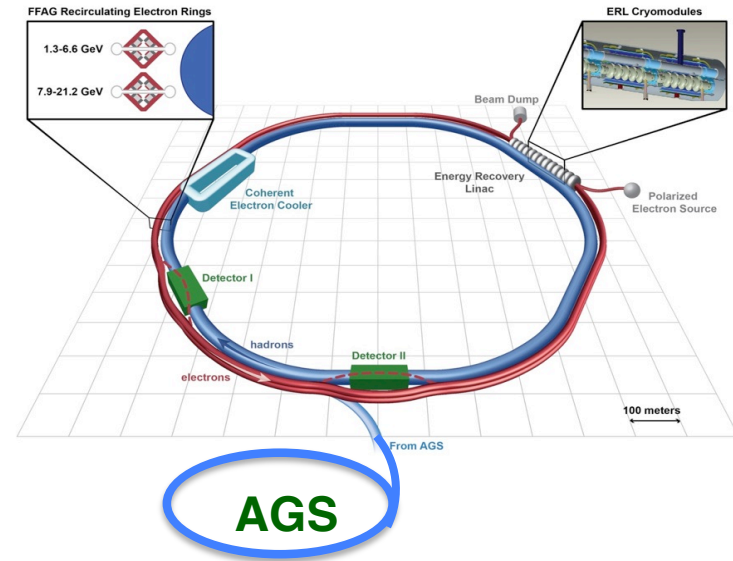 FFAG Recirculating Electron Rings
1.3-6.6 GeV
7.9-21.2 GeV
ERL Cryomodules
Beam Dump
Energy Recovery
Linac
Polarized
Electron Source
Coherent
Electron Cooler
Detector I
hadrons
electrons
Detector II
100 meters
From AGS
AGS